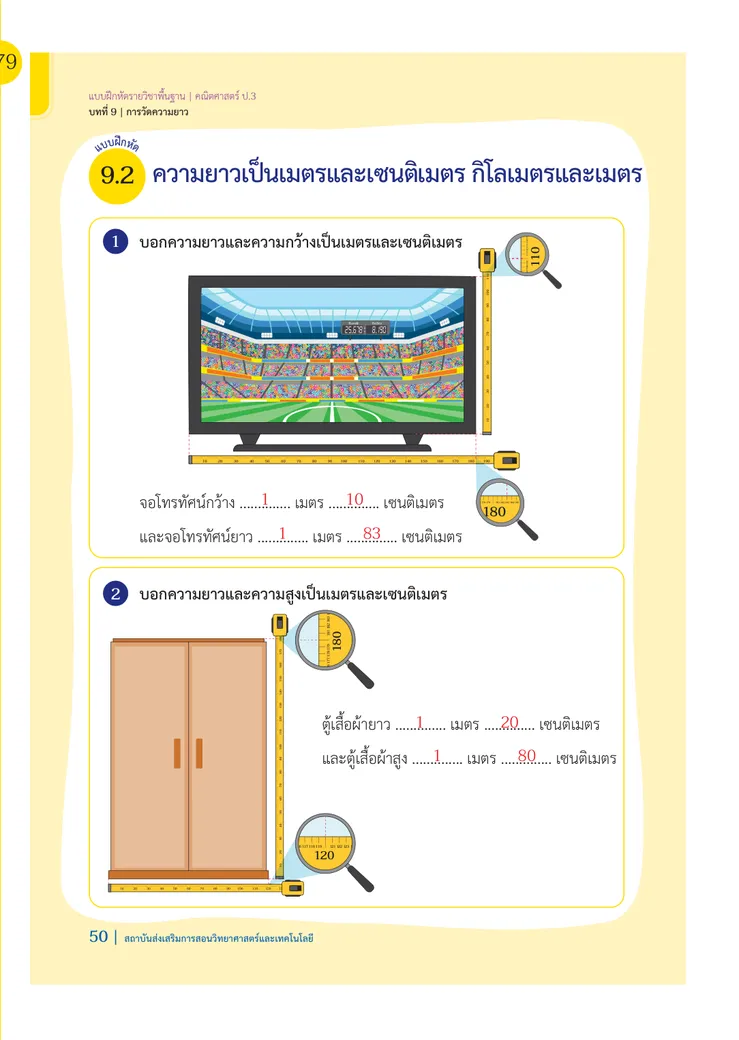 79
แบบฝึกหัดรายวิชาพื้นฐาน | คณิตศาสตร์ ป.3
บทที่ 9 | การวัดความยาว
แบบฝึกหัด
9.2 ความยาวเป็นเมตรและเซนติเมตร กิโลเมตรและเมตร
1 บอกความยาวและความกว้างเป็นเมตรและเซนติเมตร
110
180
จอโทรทัศน์กว้าง ......1........ เมตร ......10........ เซนติเมตร
และจอโทรทัศน์ยาว ......1........ เมตร ......83........ เซนติเมตร
2 บอกความยาวและความสูงเป็นเมตรและเซนติเมตร
180
ตู้เสื้อผ้ายาว ......1........ เมตร ......20........ เซนติเมตร
และตู้เสื้อผ้าสูง ......1........ เมตร ......80........ เซนติเมตร
120
50 | สถาบันส่งเสริมการสอนวิทยาศาสตร์และเทคโนโลยี